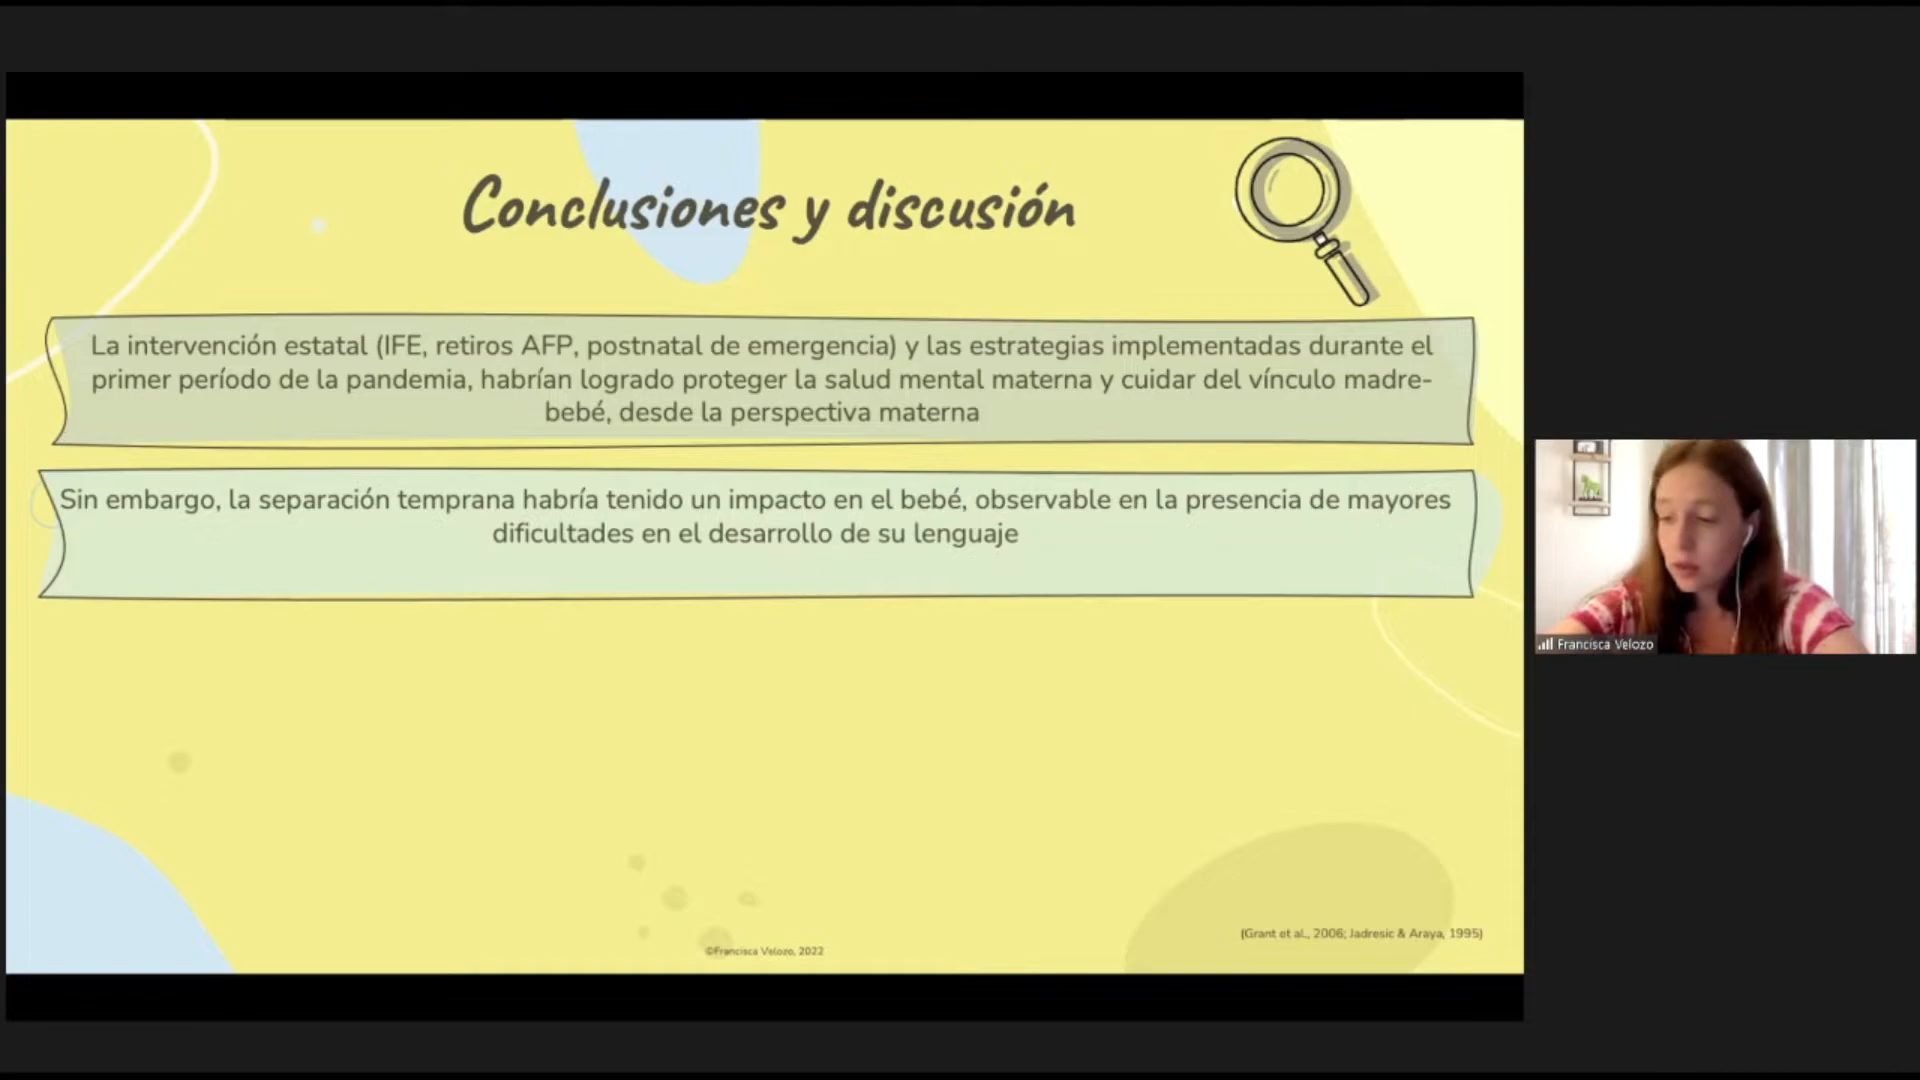 Conclusiones y discusión
La intervención estatal (IFE, retiros AFP, postnatal de emergencia) y las estrategias implementadas durante el
primer período de la pandemia, habrían logrado proteger la salud mental materna y cuidar del vínculo madre-
bebé, desde la perspectiva materna
Sin embargo, la separación temprana habría tenido un impacto en el bebé, observable en la presencia de mayores
dificultades en el desarrollo de su lenguaje
(Grant et al., 2006; Jadresic & Araya, 1995)
©Francisca Velozo, 2022
Francisca Velozo